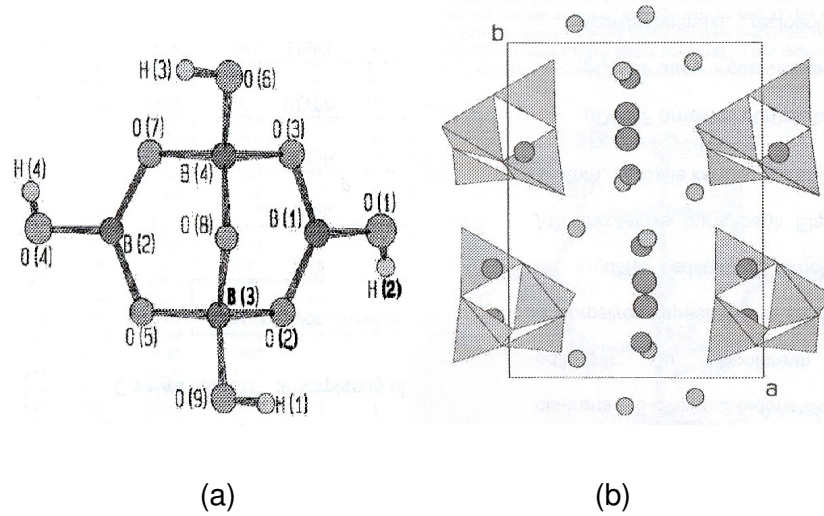 H(3) O(6)
O(7) O(3)
B(4)
H(4)
O(1)
O(8) B(1)
B(2)
O(4)
H(2)
B(3)
O(5) O(2)
O(9) H(1)
b
a
(a) (b)